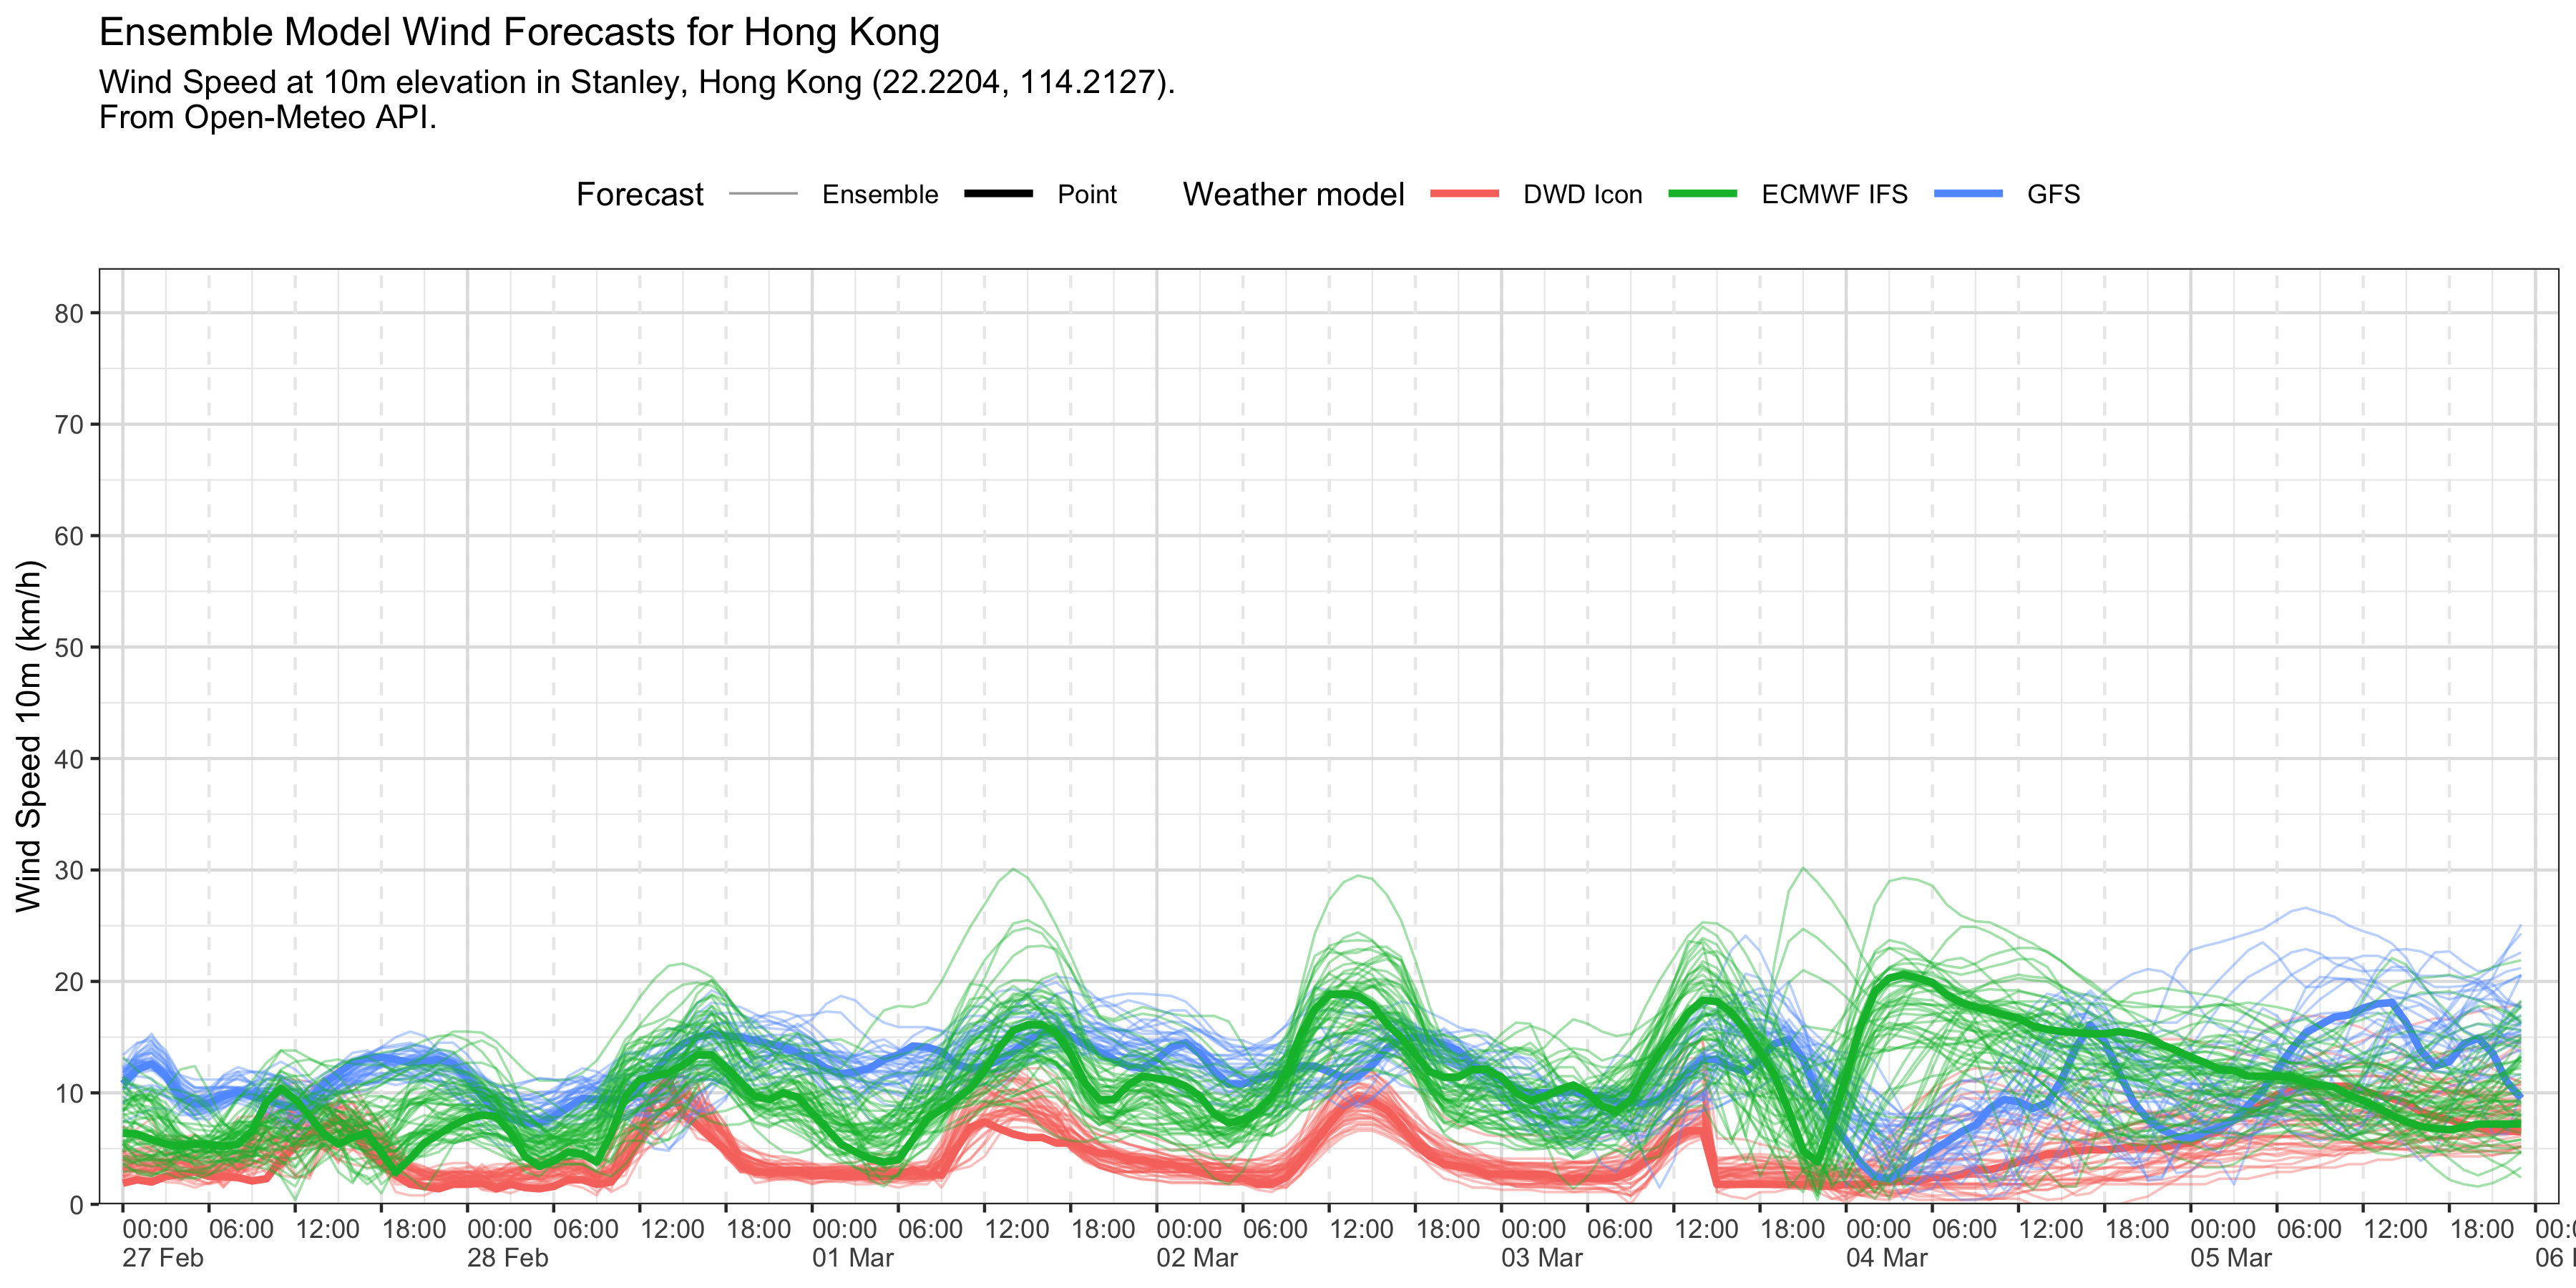 Ensemble Model Wind Forecasts for Hong Kong
Wind Speed at 10m elevation in Stanley, Hong Kong (22.2204, 114.2127).
From Open-Meteo API.
Forecast Ensemble Point Weather model DWD Icon ECMWF IFS GFS
Wind Speed 10m (km/h)
80
70
60
50
40
30
20
10
0
00:00 06:00 12:00 18:00 00:00 06:00 12:00 18:00 00:00 06:00 12:00 18:00 00:00 06:00 12:00 18:00 00:00 06:00 12:00 18:00 00:00 06:00 12:00 18:00 00:00 06:00 12:00 18:00
27 Feb 28 Feb 01 Mar 02 Mar 03 Mar 04 Mar 05 Mar 06